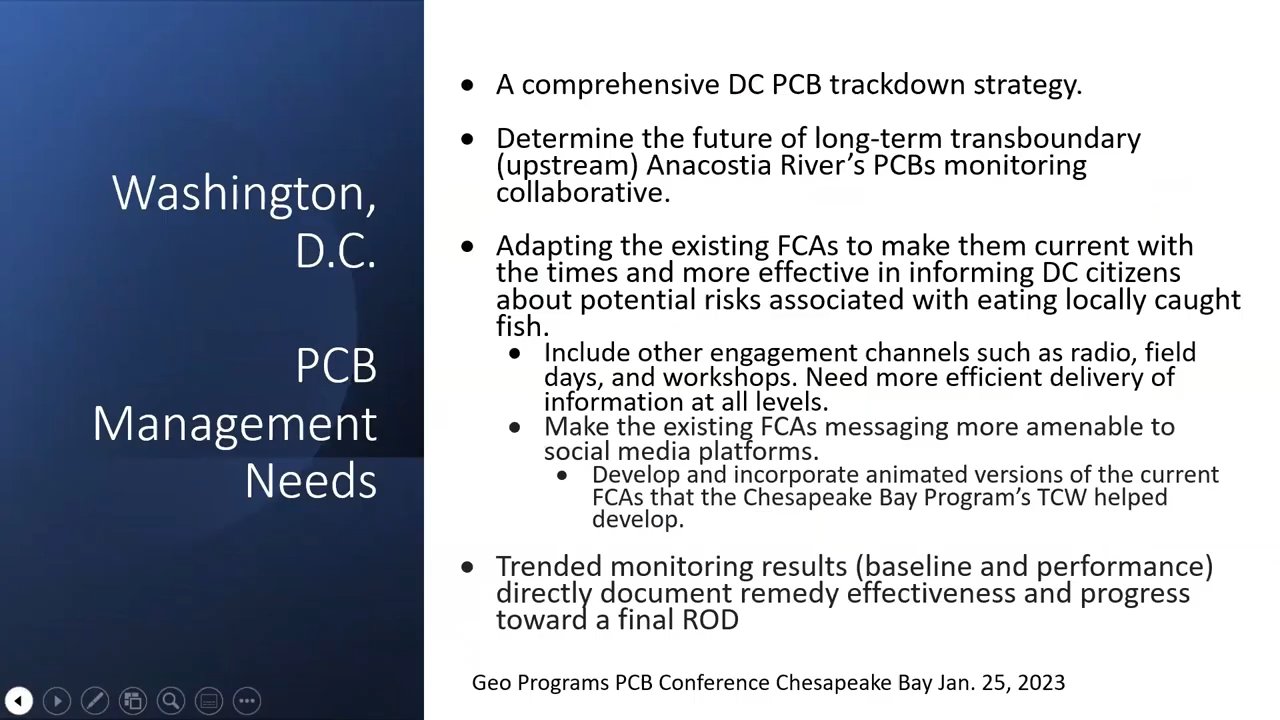 Washington,
D.C.
PCB
Management
Needs
• A comprehensive DC PCB trackdown strategy.
• Determine the future of long-term transboundary
(upstream) Anacostia River’s PCBs monitoring
collaborative.
• Adapting the existing FCAs to make them current with
the times and more effective in informing DC citizens
about potential risks associated with eating locally caught
fish.
• Include other engagement channels such as radio, field
days, and workshops. Need more efficient delivery of
information at all levels.
• Make the existing FCAs messaging more amenable to
social media platforms.
• Develop and incorporate animated versions of the current
FCAs that the Chesapeake Bay Program’s TCW helped
develop.
• Trended monitoring results (baseline and performance)
directly document remedy effectiveness and progress
toward a final ROD
Geo Programs PCB Conference Chesapeake Bay Jan. 25, 2023